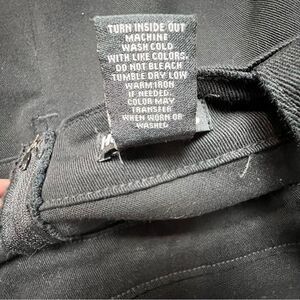 TURN INSIDE OUT
MACHINE
WASH COLD
WITH LIKE COLORS.
DO NOT BLEACH
TUMBLE DRY LOW
WARM IRON
IF NEEDED.
COLOR MAY
TRANSFER
WHEN WORN OR
WASHED